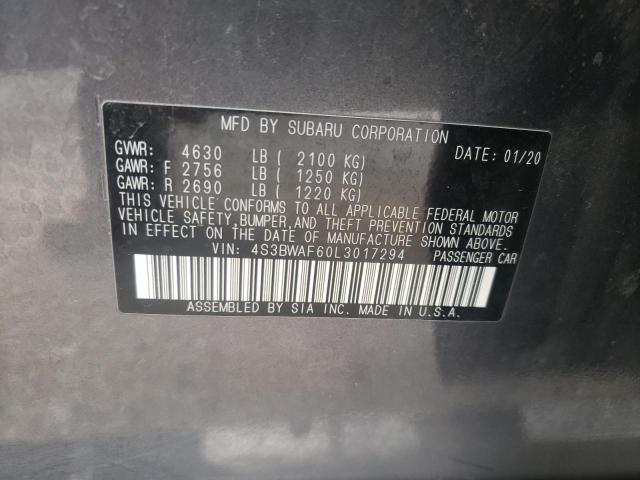 MFD BY SUBARU CORPORATION
GVWR: 4630 LB ( 2100 KG) DATE: 01/20
GAWR: F 2756 LB ( 1250 KG)
GAWR: R 2690 LB ( 1220 KG)
THIS VEHICLE CONFORMS TO ALL APPLICABLE FEDERAL MOTOR
VEHICLE SAFETY,BUMPER,AND THEFT PREVENTION STANDARDS
IN EFFECT ON THE DATE OF MANUFACTURE SHOWN ABOVE.
VIN: 4S3BWAF60L3017294 PASSENGER CAR
ASSEMBLED BY SIA INC. MADE IN U.S.A.